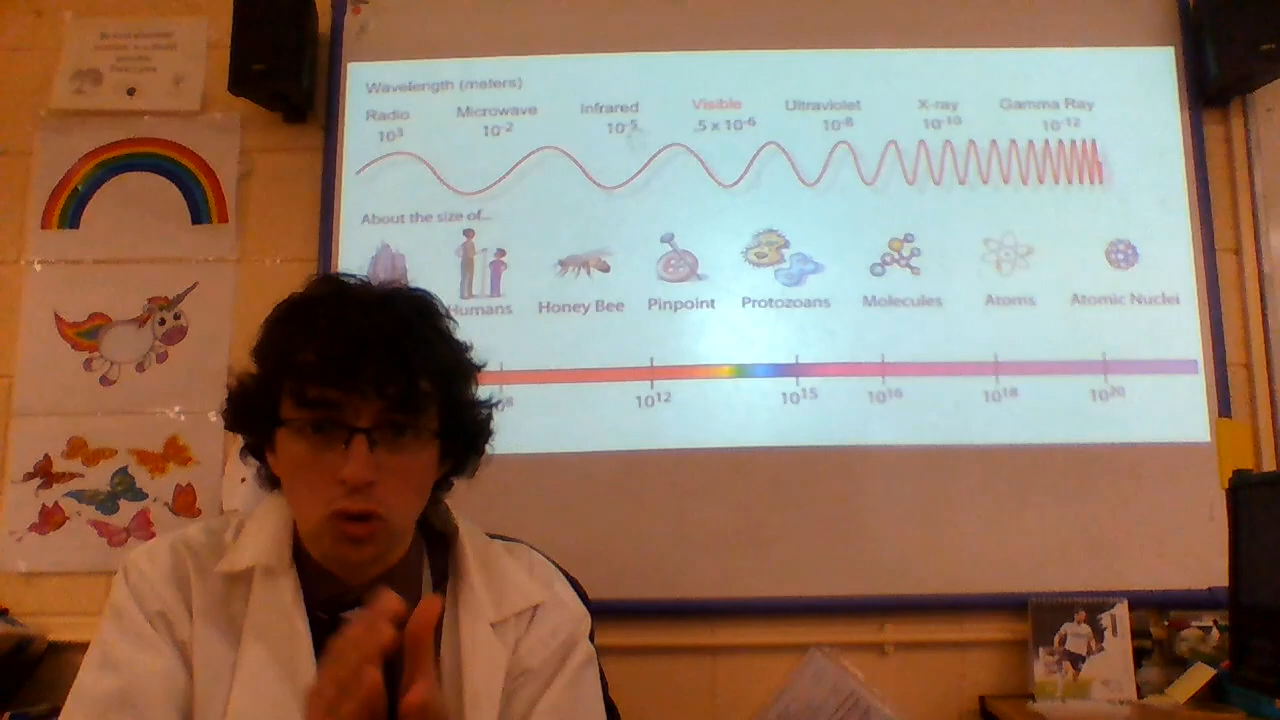 Wavelength (meters)
Radio Microwave Infrared Visible Ultraviolet X-ray Gamma Ray
10³ 10⁻² 10⁻⁵ .5 x 10⁻⁶ 10⁻⁸ 10⁻¹⁰ 10⁻¹²
About the size of...
Humans Honey Bee Pinpoint Protozoans Molecules Atoms Atomic Nuclei
10¹² 10¹⁵ 10¹⁶ 10¹⁸ 10²⁰